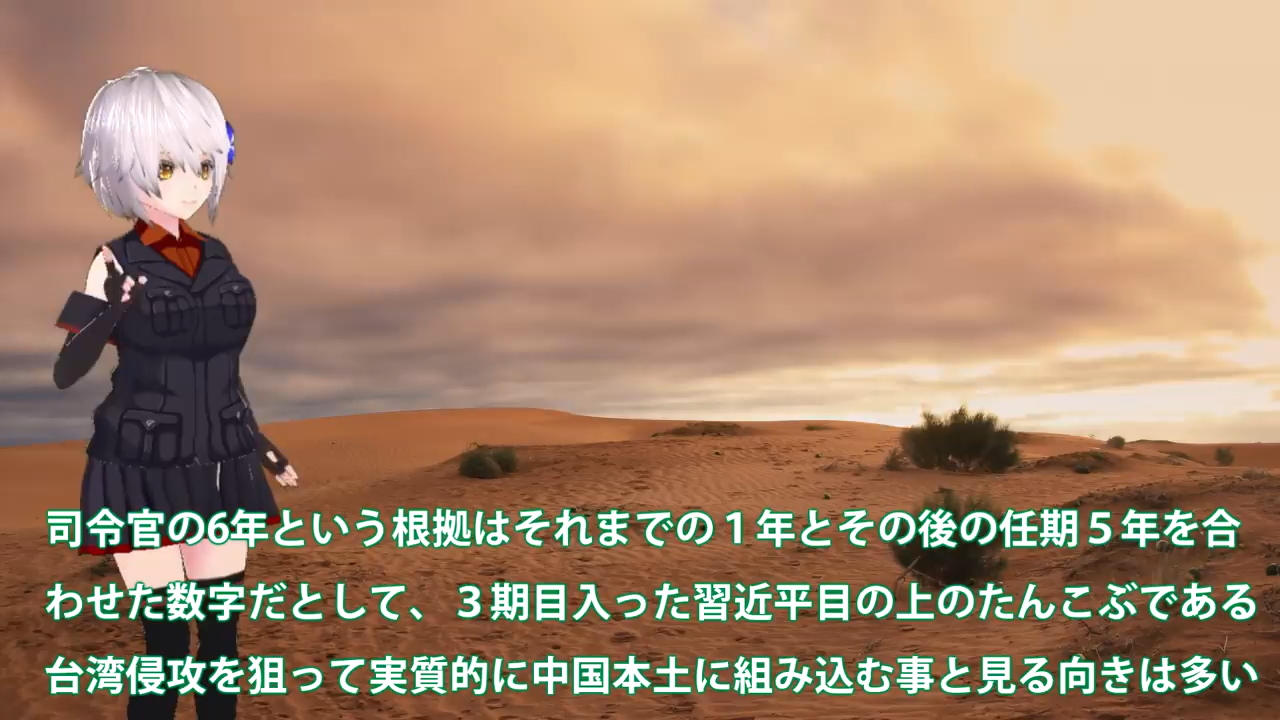 司令官の6年という根拠はそれまでの１年とその後の任期５年を合
わせた数字だとして、３期目入った習近平目の上のたんこぶである
台湾侵攻を狙って実質的に中国本土に組み込む事と見る向きは多い